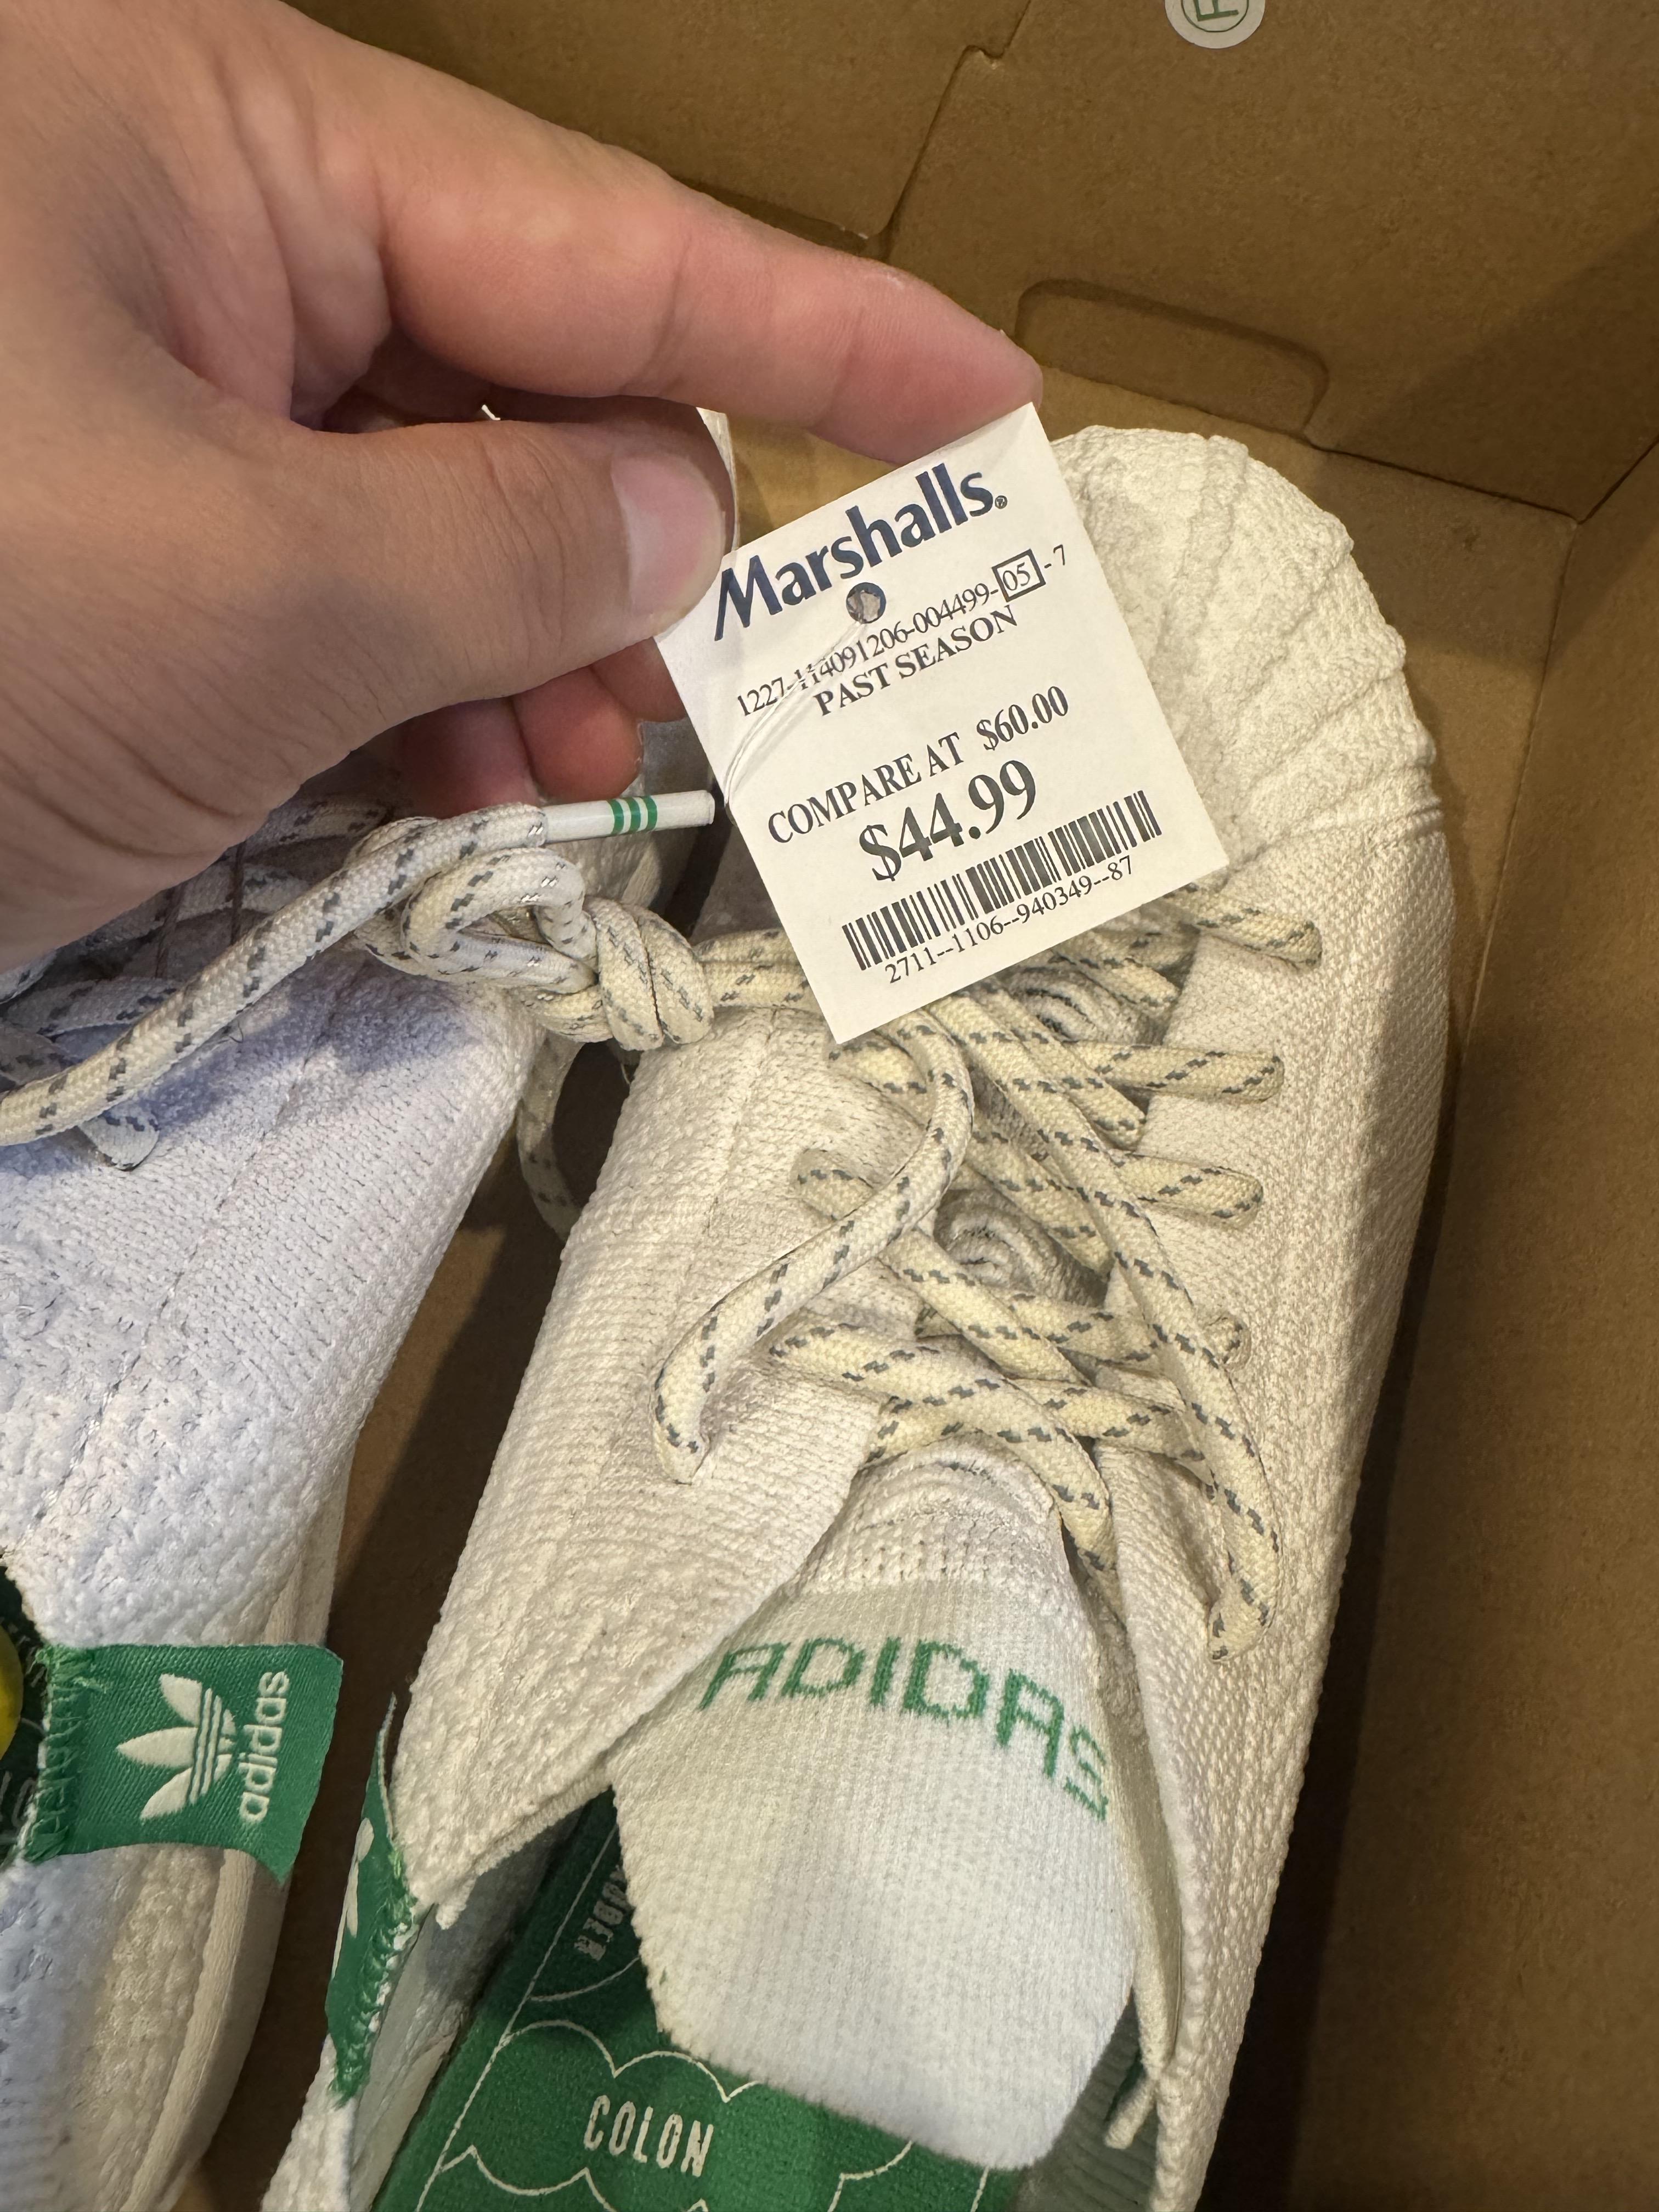 Marshalls®
1227-114091206-004499-05-7
PAST SEASON
COMPARE AT $60.00
$44.99
2711--1106--940349--87
ADIDAS
adidas
COLON